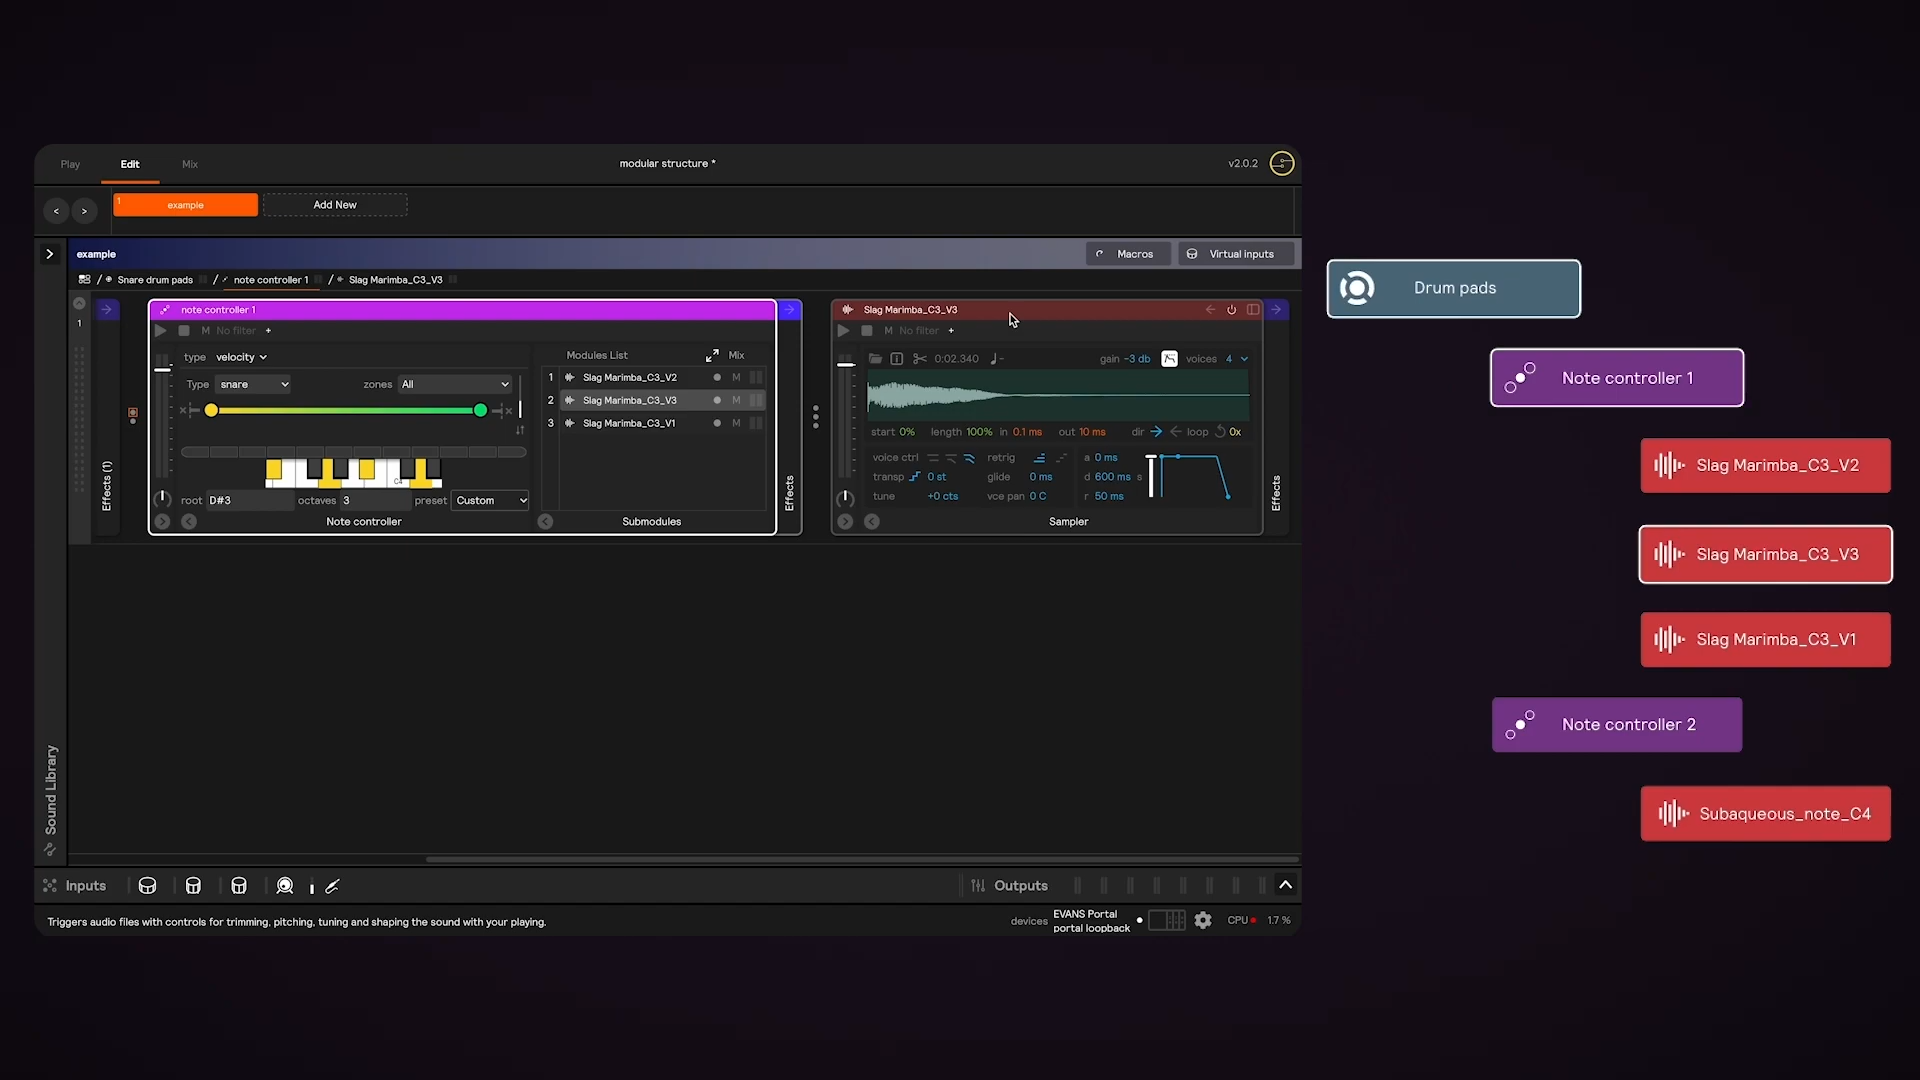 Play Edit Mix modular structure * v2.0.2
< > 1 example Add New
> example Macros Virtual inputs
/ Snare drum pads / note controller 1 / Slag Marimba_C3_V3
1
note controller 1
M No filter +
type velocity
Type snare zones All
C4
root D#3 octaves 3 preset Custom
Note controller
Modules List Mix
1 Slag Marimba_C3_V2 M
2 Slag Marimba_C3_V3 M
3 Slag Marimba_C3_V1 M
Submodules
Effects (1)
Effects
Slag Marimba_C3_V3
M No filter +
0:02.340 gain -3 db voices 4
start 0% length 100% in 0.1 ms out 10 ms dir loop 0x
voice ctrl retrig a 0 ms
transp 0 st glide 0 ms d 600 ms s
tune +0 cts vce pan 0 C r 50 ms
Sampler
Effects
Sound Library
Inputs Outputs
Triggers audio files with controls for trimming, pitching, tuning and shaping the sound with your playing.
devices EVANS Portal
portal loopback
CPU 1.7 %
Drum pads
Note controller 1
Slag Marimba_C3_V2
Slag Marimba_C3_V3
Slag Marimba_C3_V1
Note controller 2
Subaqueous_note_C4